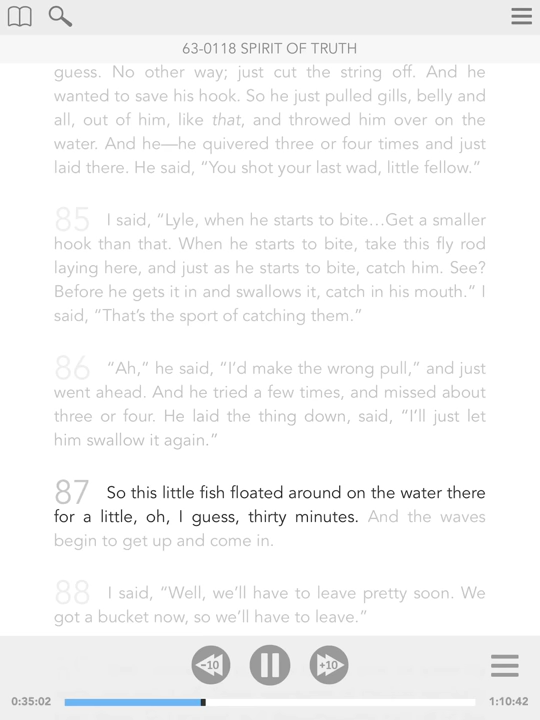 63-0118 SPIRIT OF TRUTH
guess. No other way; just cut the string off. And he
wanted to save his hook. So he just pulled gills, belly and
all, out of him, like that, and throwed him over on the
water. And he—he quivered three or four times and just
laid there. He said, “You shot your last wad, little fellow.”
85 I said, “Lyle, when he starts to bite…Get a smaller
hook than that. When he starts to bite, take this fly rod
laying here, and just as he starts to bite, catch him. See?
Before he gets it in and swallows it, catch in his mouth.” I
said, “That’s the sport of catching them.”
86 “Ah,” he said, “I’d make the wrong pull,” and just
went ahead. And he tried a few times, and missed about
three or four. He laid the thing down, said, “I’ll just let
him swallow it again.”
87 So this little fish floated around on the water there
for a little, oh, I guess, thirty minutes. And the waves
begin to get up and come in.
88 I said, “Well, we’ll have to leave pretty soon. We
got a bucket now, so we’ll have to leave.”
-10 +10
0:35:02 1:10:42